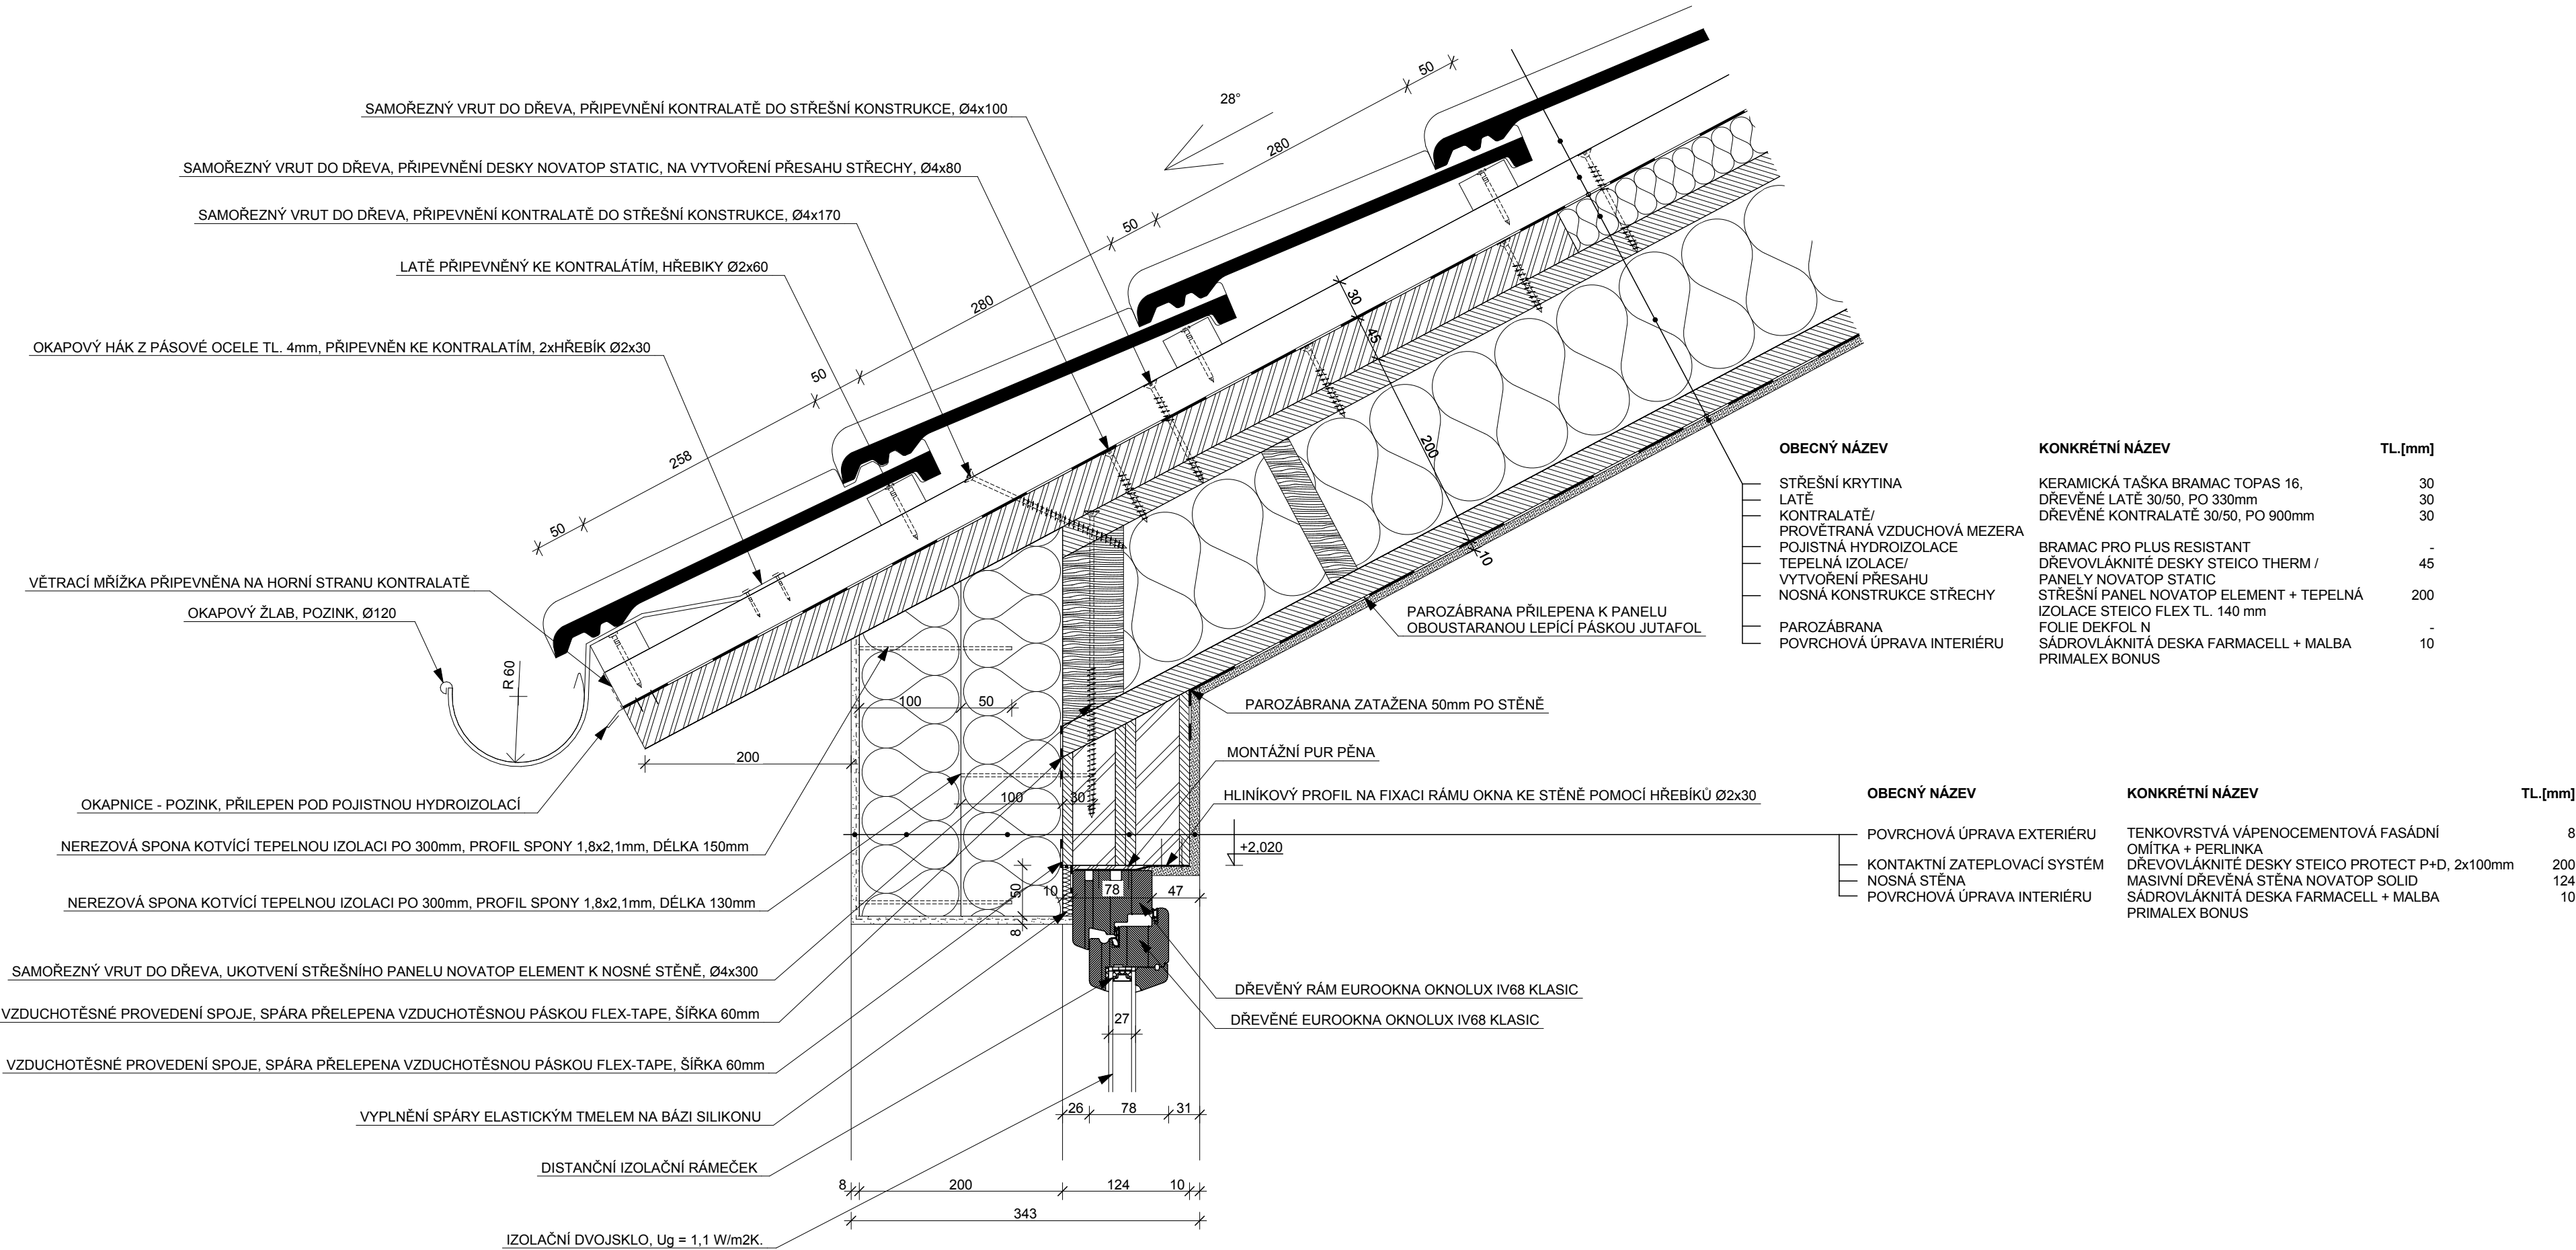 SAMOŘEZNÝ VRUT DO DŘEVA, PŘIPEVNĚNÍ KONTRALATĚ DO STŘEŠNÍ KONSTRUKCE, Ø4x100
SAMOŘEZNÝ VRUT DO DŘEVA, PŘIPEVNĚNÍ DESKY NOVATOP STATIC, NA VYTVOŘENÍ PŘESAHU STŘECHY, Ø4x80
SAMOŘEZNÝ VRUT DO DŘEVA, PŘIPEVNĚNÍ KONTRALATĚ DO STŘEŠNÍ KONSTRUKCE, Ø4x170
LATĚ PŘIPEVNĚNÝ KE KONTRALÁTÍM, HŘEBIKY Ø2x60
OKAPOVÝ HÁK Z PÁSOVÉ OCELE TL. 4mm, PŘIPEVNĚN KE KONTRALATÍM, 2xHŘEBÍK Ø2x30
VĚTRACÍ MŘÍŽKA PŘIPEVNĚNA NA HORNÍ STRANU KONTRALATĚ
OKAPOVÝ ŽLAB, POZINK, Ø120
R 60
OKAPNICE - POZINK, PŘILEPEN POD POJISTNOU HYDROIZOLACÍ
NEREZOVÁ SPONA KOTVÍCÍ TEPELNOU IZOLACI PO 300mm, PROFIL SPONY 1,8x2,1mm, DÉLKA 150mm
NEREZOVÁ SPONA KOTVÍCÍ TEPELNOU IZOLACI PO 300mm, PROFIL SPONY 1,8x2,1mm, DÉLKA 130mm
SAMOŘEZNÝ VRUT DO DŘEVA, UKOTVENÍ STŘEŠNÍHO PANELU NOVATOP ELEMENT K NOSNÉ STĚNĚ, Ø4x300
VZDUCHOTĚSNÉ PROVEDENÍ SPOJE, SPÁRA PŘELEPENA VZDUCHOTĚSNOU PÁSKOU FLEX-TAPE, ŠÍŘKA 60mm
VZDUCHOTĚSNÉ PROVEDENÍ SPOJE, SPÁRA PŘELEPENA VZDUCHOTĚSNOU PÁSKOU FLEX-TAPE, ŠÍŘKA 60mm
VYPLNĚNÍ SPÁRY ELASTICKÝM TMELEM NA BÁZI SILIKONU
DISTANČNÍ IZOLAČNÍ RÁMEČEK
IZOLAČNÍ DVOJSKLO, Ug = 1,1 W/m2K.
28°
50
280
50
280
50
258
50
30
45
200
10
200
100 50
100 30
50
8
10 78 47
27
26 78 31
8 200 124 10
343
+2,020
PAROZÁBRANA PŘILEPENA K PANELU
OBOUSTARANOU LEPÍCÍ PÁSKOU JUTAFOL
PAROZÁBRANA ZATAŽENA 50mm PO STĚNĚ
MONTÁŽNÍ PUR PĚNA
HLINÍKOVÝ PROFIL NA FIXACI RÁMU OKNA KE STĚNĚ POMOCÍ HŘEBÍKŮ Ø2x30
DŘEVĚNÝ RÁM EUROOKNA OKNOLUX IV68 KLASIC
DŘEVĚNÉ EUROOKNA OKNOLUX IV68 KLASIC
OBECNÝ NÁZEV KONKRÉTNÍ NÁZEV TL.[mm]
STŘEŠNÍ KRYTINA KERAMICKÁ TAŠKA BRAMAC TOPAS 16, 30
LATĚ DŘEVĚNÉ LATĚ 30/50, PO 330mm 30
KONTRALATĚ/ DŘEVĚNÉ KONTRALATĚ 30/50, PO 900mm 30
PROVĚTRANÁ VZDUCHOVÁ MEZERA
POJISTNÁ HYDROIZOLACE BRAMAC PRO PLUS RESISTANT -
TEPELNÁ IZOLACE/ DŘEVOVLÁKNITÉ DESKY STEICO THERM / 45
VYTVOŘENÍ PŘESAHU PANELY NOVATOP STATIC
NOSNÁ KONSTRUKCE STŘECHY STŘEŠNÍ PANEL NOVATOP ELEMENT + TEPELNÁ 200
IZOLACE STEICO FLEX TL. 140 mm
PAROZÁBRANA FOLIE DEKFOL N -
POVRCHOVÁ ÚPRAVA INTERIÉRU SÁDROVLÁKNITÁ DESKA FARMACELL + MALBA 10
PRIMALEX BONUS
OBECNÝ NÁZEV KONKRÉTNÍ NÁZEV TL.[mm]
POVRCHOVÁ ÚPRAVA EXTERIÉRU TENKOVRSTVÁ VÁPENOCEMENTOVÁ FASÁDNÍ 8
OMÍTKA + PERLINKA
KONTAKTNÍ ZATEPLOVACÍ SYSTÉM DŘEVOVLÁKNITÉ DESKY STEICO PROTECT P+D, 2x100mm 200
NOSNÁ STĚNA MASIVNÍ DŘEVĚNÁ STĚNA NOVATOP SOLID 124
POVRCHOVÁ ÚPRAVA INTERIÉRU SÁDROVLÁKNITÁ DESKA FARMACELL + MALBA 10
PRIMALEX BONUS